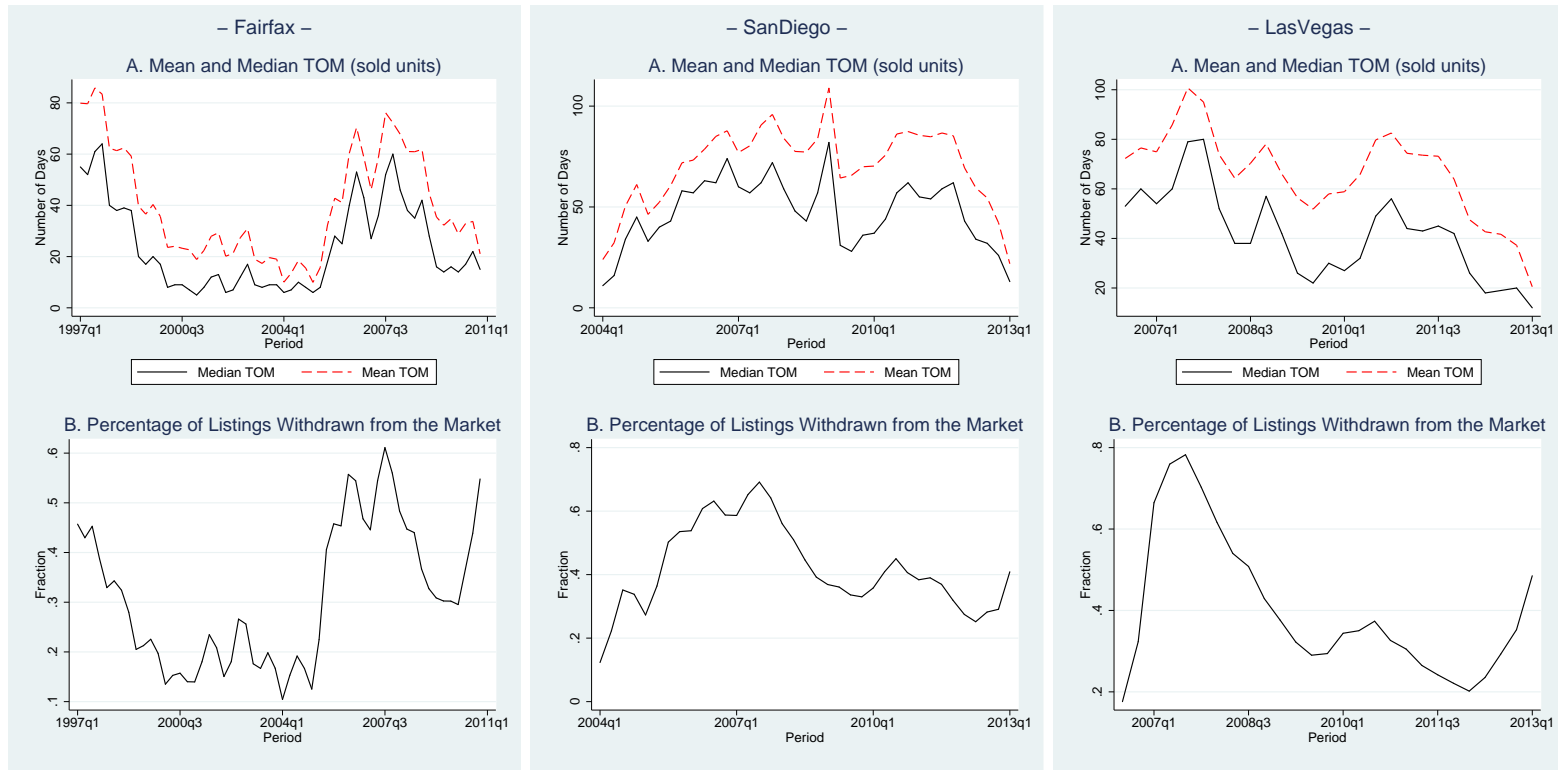 – Fairfax –
A. Mean and Median TOM (sold units)
Number of Days
80
60
40
20
0
1997q1 2000q3 2004q1 2007q3 2011q1
Period
Median TOM Mean TOM
B. Percentage of Listings Withdrawn from the Market
Fraction
.6
.5
.4
.3
.2
.1
1997q1 2000q3 2004q1 2007q3 2011q1
Period
– SanDiego –
A. Mean and Median TOM (sold units)
Number of Days
100
50
0
2004q1 2007q1 2010q1 2013q1
Period
Median TOM Mean TOM
B. Percentage of Listings Withdrawn from the Market
Fraction
.8
.6
.4
.2
0
2004q1 2007q1 2010q1 2013q1
Period
– LasVegas –
A. Mean and Median TOM (sold units)
Number of Days
100
80
60
40
20
2007q1 2008q3 2010q1 2011q3 2013q1
Period
Median TOM Mean TOM
B. Percentage of Listings Withdrawn from the Market
Fraction
.8
.6
.4
.2
2007q1 2008q3 2010q1 2011q3 2013q1
Period